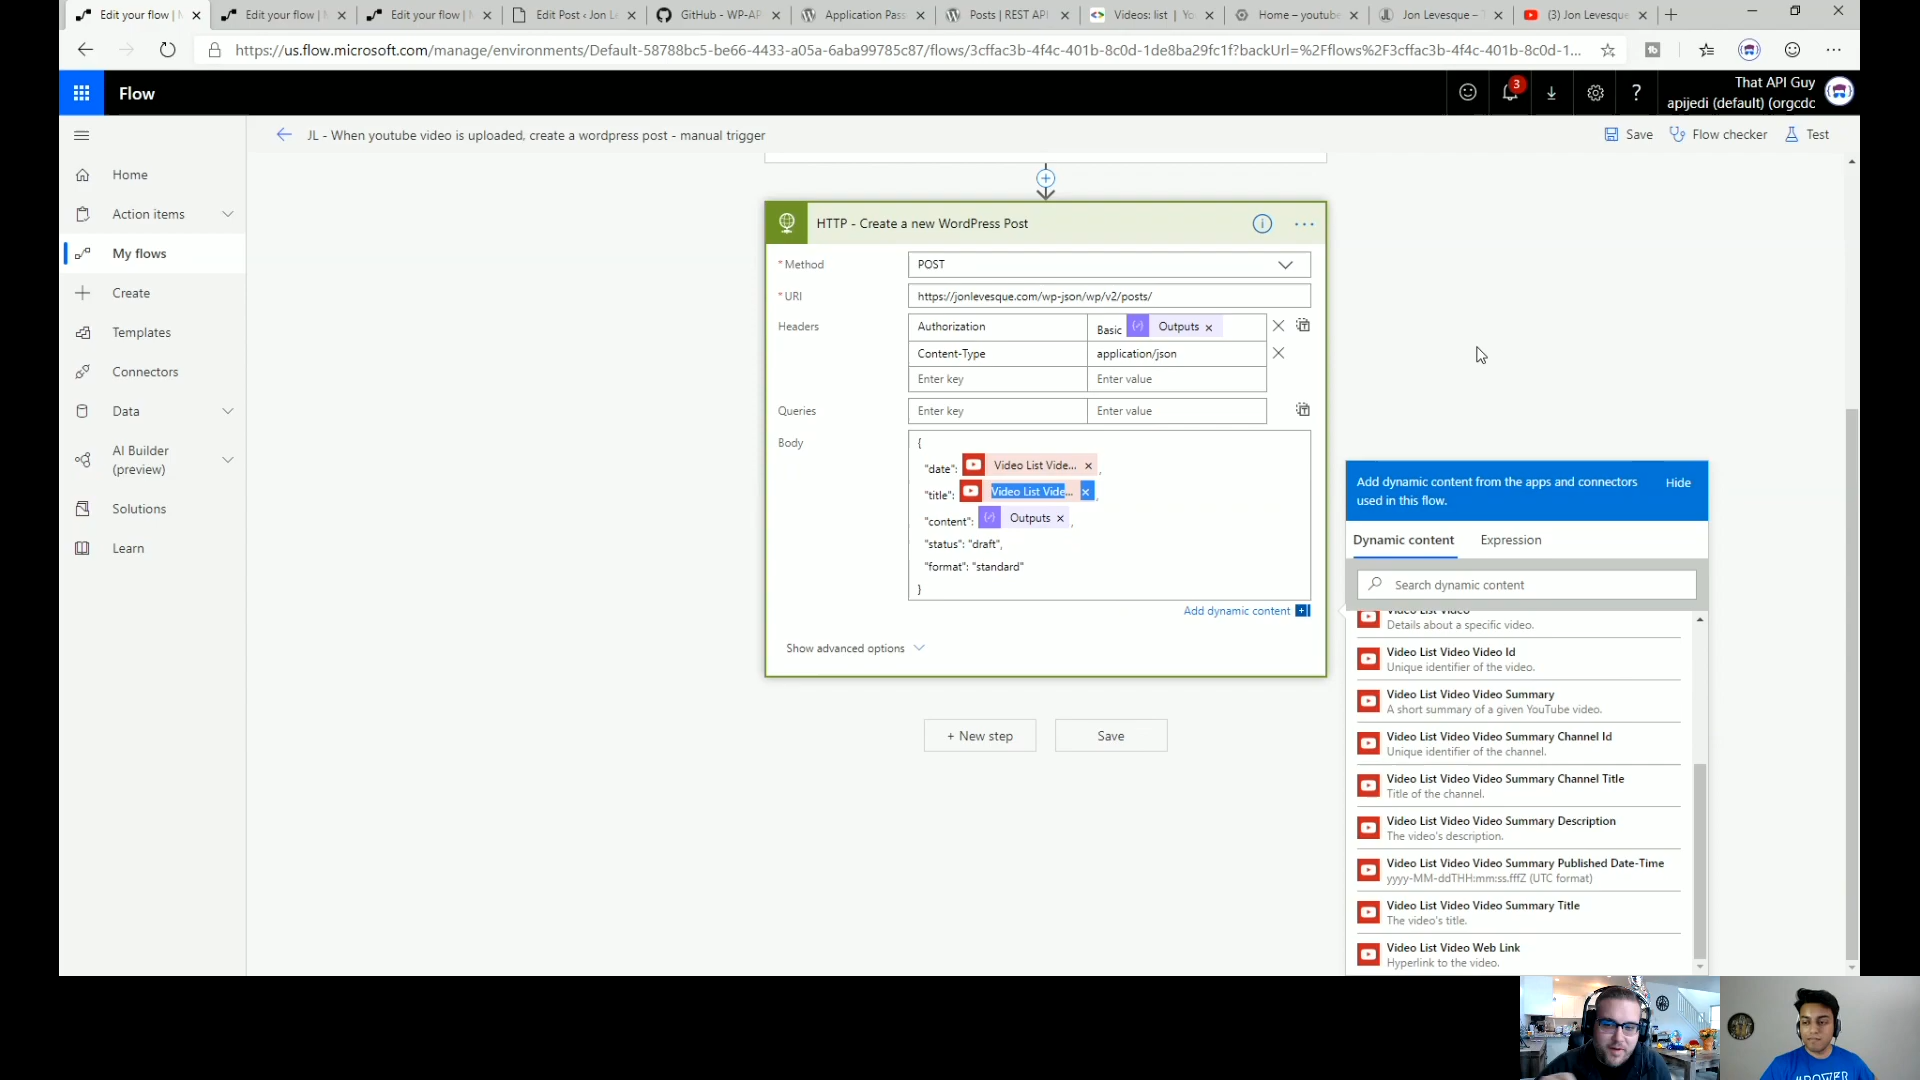 Edit your flow | M
Edit your flow | M
Edit your flow | M
Edit Post ‹ Jon Le
GitHub - WP-AP
Application Pass
Posts | REST API
Videos: list | Yo
Home – youtube
Jon Levesque –
(3) Jon Levesque
https://us.flow.microsoft.com/manage/environments/Default-58788bc5-be66-4433-a05a-6aba99785c87/flows/3cffac3b-4f4c-401b-8c0d-1de8ba29fc1f?backUrl=%2Fflows%2F3cffac3b-4f4c-401b-8c0d-1...
Flow
3
?
That API Guy
apijedi (default) (orgcdc
JL - When youtube video is uploaded, create a wordpress post - manual trigger
Save
Flow checker
Test
Home
Action items
My flows
Create
Templates
Connectors
Data
AI Builder
(preview)
Solutions
Learn
HTTP - Create a new WordPress Post
* Method
POST
* URI
https://jonlevesque.com/wp-json/wp/v2/posts/
Headers
Authorization
Basic Outputs ×
Content-Type
application/json
Enter key
Enter value
Queries
Enter key
Enter value
Body
{
"date": Video List Vide... × ,
"title": Video List Vide... × ,
"content": Outputs × ,
"status": "draft",
"format": "standard"
}
Add dynamic content
Show advanced options
+ New step
Save
Add dynamic content from the apps and connectors
used in this flow.
Hide
Dynamic content
Expression
Search dynamic content
Video List Video
Details about a specific video.
Video List Video Video Id
Unique identifier of the video.
Video List Video Video Summary
A short summary of a given YouTube video.
Video List Video Video Summary Channel Id
Unique identifier of the channel.
Video List Video Video Summary Channel Title
Title of the channel.
Video List Video Video Summary Description
The video's description.
Video List Video Video Summary Published Date-Time
yyyy-MM-ddTHH:mm:ss.fffZ (UTC format)
Video List Video Video Summary Title
The video's title.
Video List Video Web Link
Hyperlink to the video.